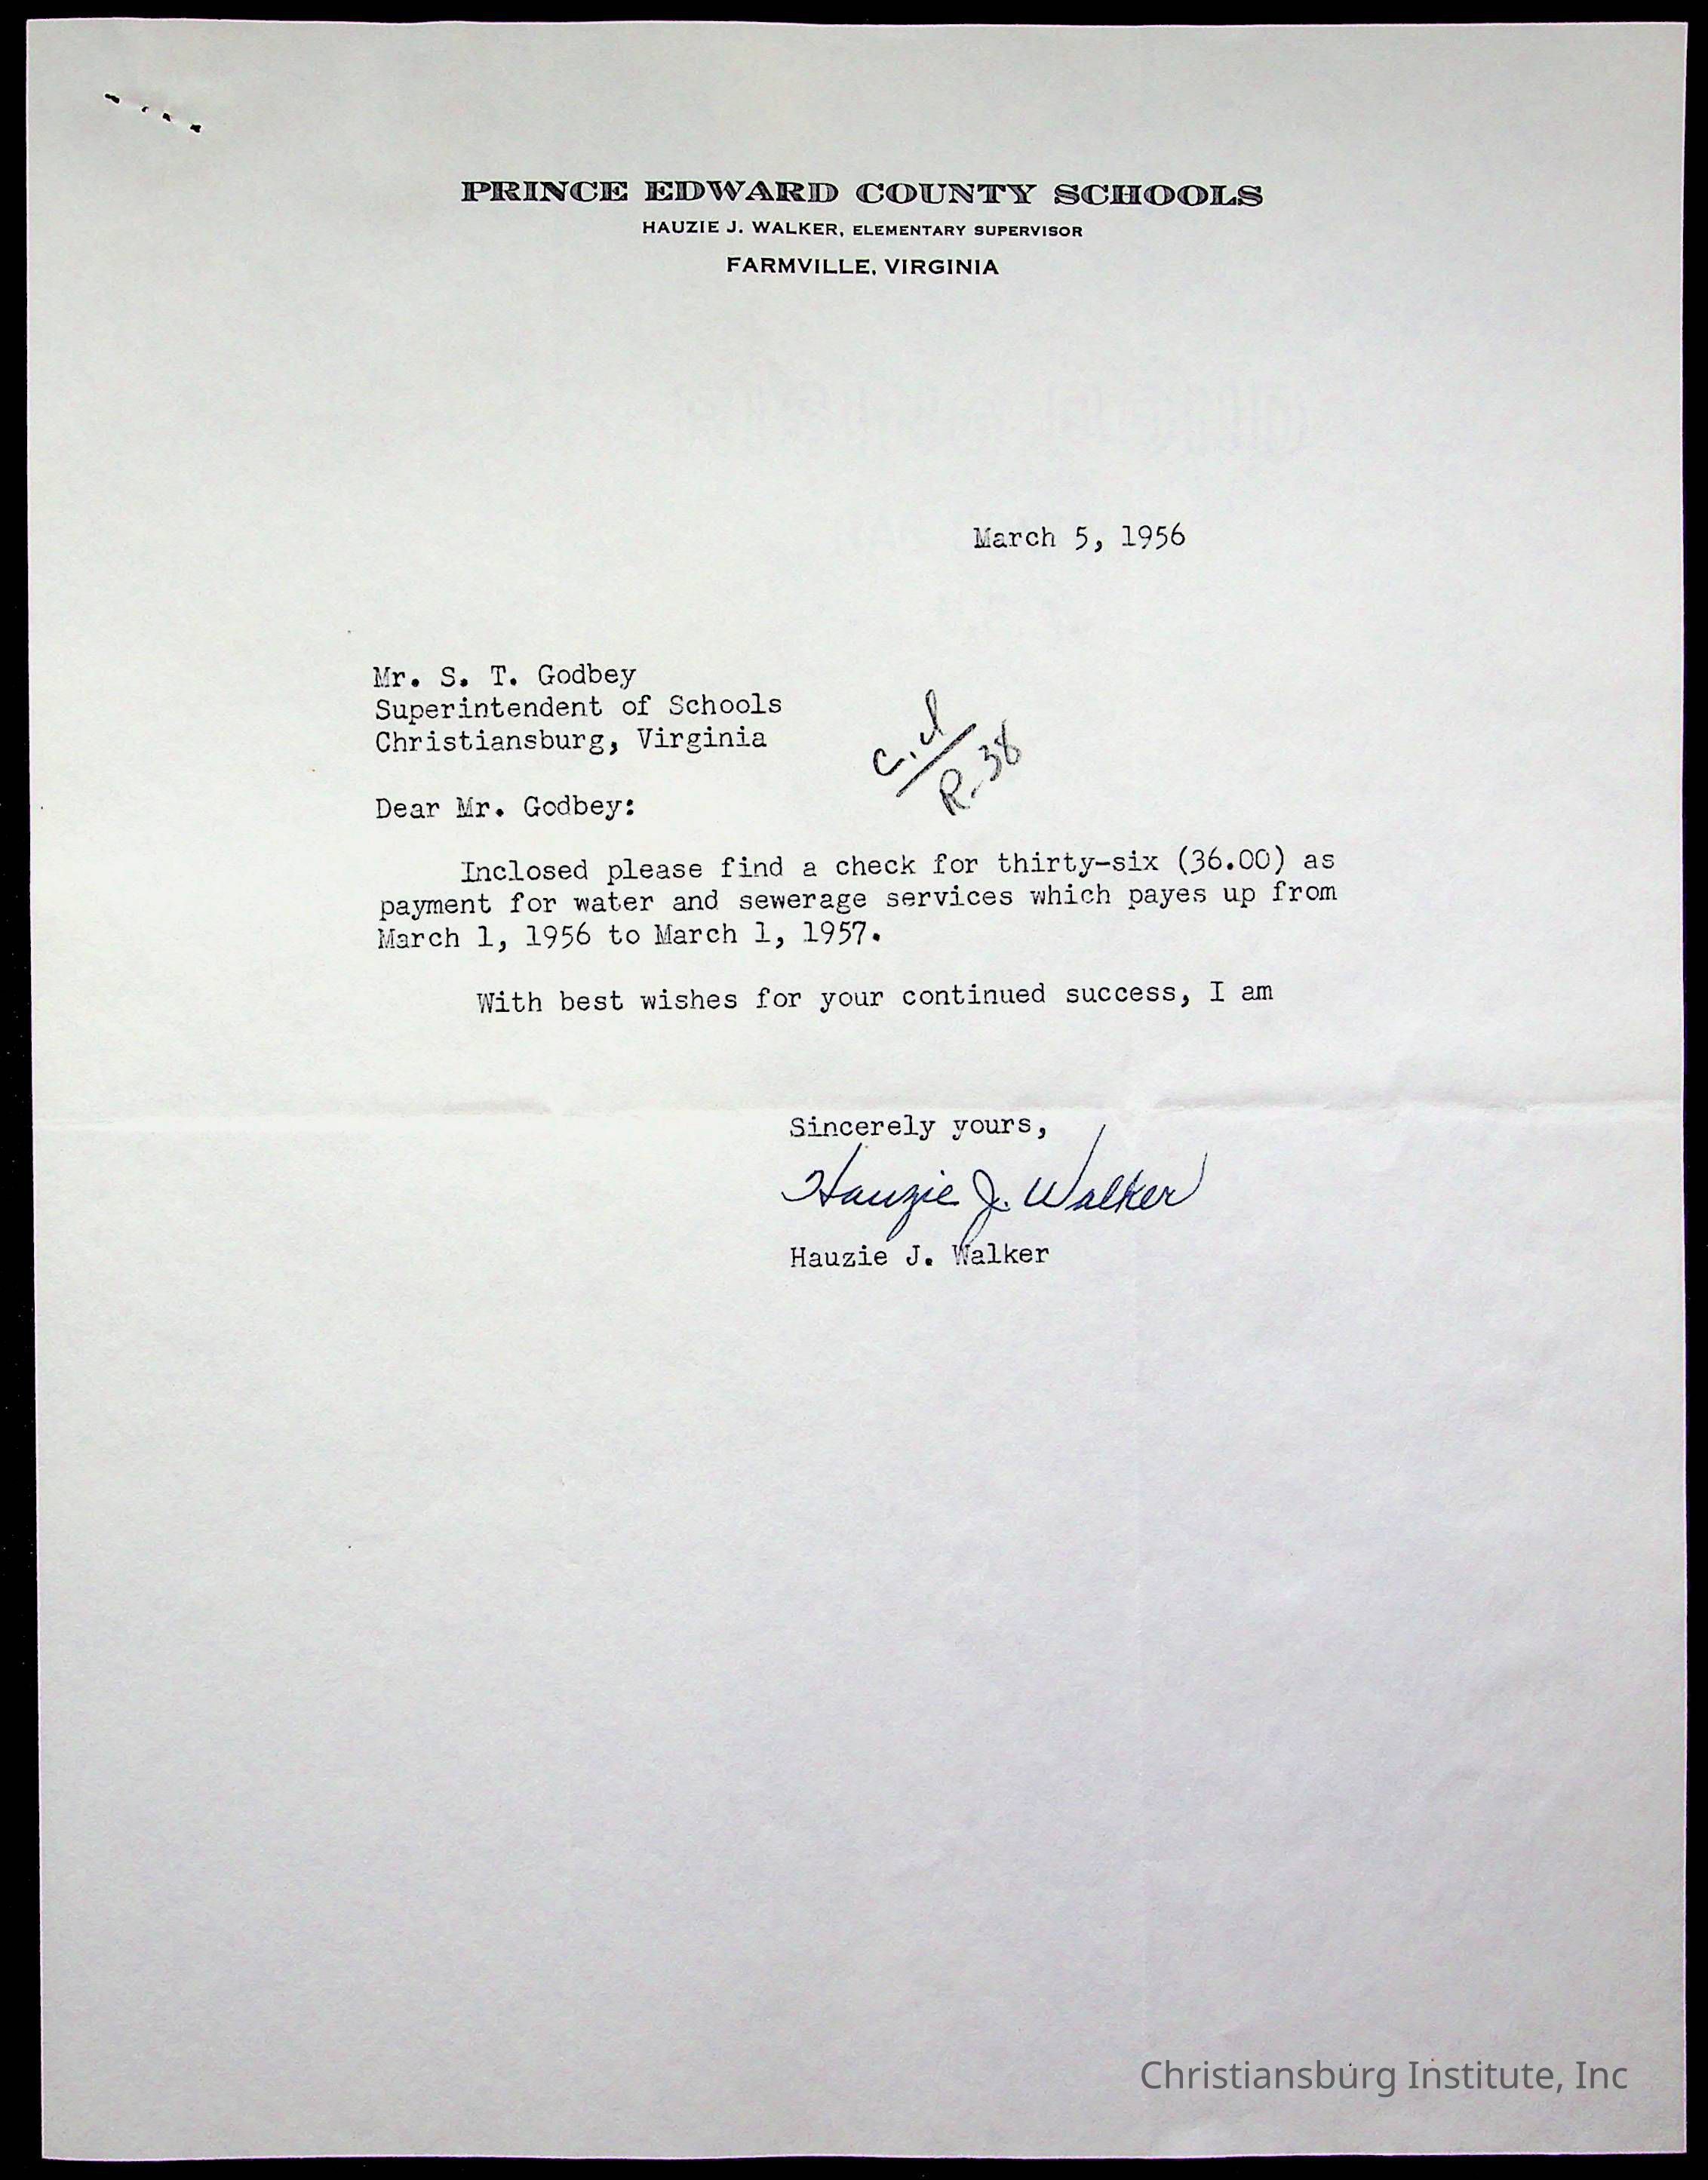 PRINCE EDWARD COUNTY SCHOOLS
HAUZIE J. WALKER, ELEMENTARY SUPERVISOR
FARMVILLE, VIRGINIA
March 5, 1956
Mr. S. T. Godbey
Superintendent of Schools
Christiansburg, Virginia
C.I
R-38
Dear Mr. Godbey:
Inclosed please find a check for thirty-six (36.00) as
payment for water and sewerage services which payes up from
March 1, 1956 to March 1, 1957.
With best wishes for your continued success, I am
Sincerely yours,
Hauzie J. Walker
Hauzie J. Walker
Christiansburg Institute, Inc